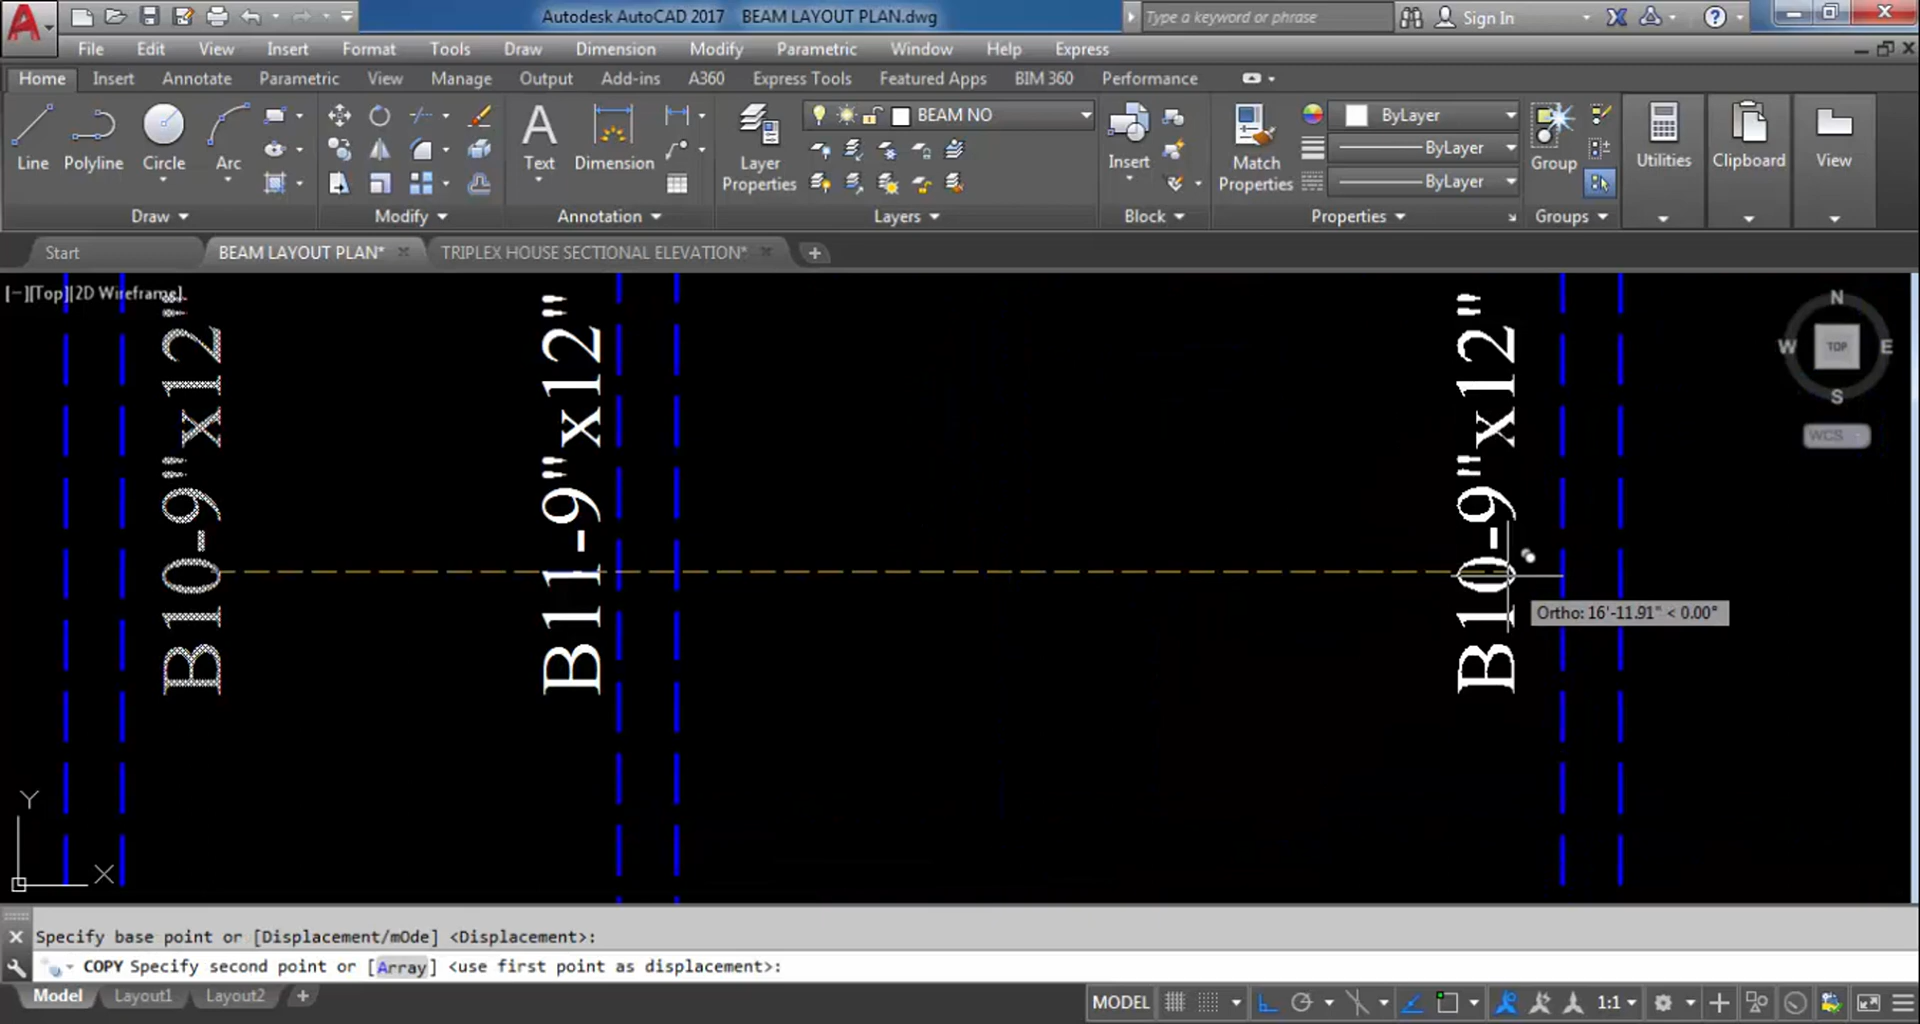 Autodesk AutoCAD 2017 BEAM LAYOUT PLAN.dwg
Type a keyword or phrase
Sign In
File Edit View Insert Format Tools Draw Dimension Modify Parametric Window Help Express
Home Insert Annotate Parametric View Manage Output Add-ins A360 Express Tools Featured Apps BIM 360 Performance
BEAM NO
ByLayer
ByLayer
ByLayer
Line Polyline Circle Arc
Text Dimension
Layer Properties
Insert
Match Properties
Group
Utilities Clipboard View
Draw Modify Annotation Layers Block Properties Groups
Start BEAM LAYOUT PLAN* TRIPLEX HOUSE SECTIONAL ELEVATION*
[−][Top][2D Wireframe]
B10-9"x12"
B11-9"x12"
B10-9"x12"
N
W TOP E
S
WCS
Ortho: 16'-11.91" < 0.00°
Y
X
Specify base point or [Displacement/mOde] <Displacement>:
COPY Specify second point or [Array] <use first point as displacement>:
Model Layout1 Layout2
MODEL 1:1